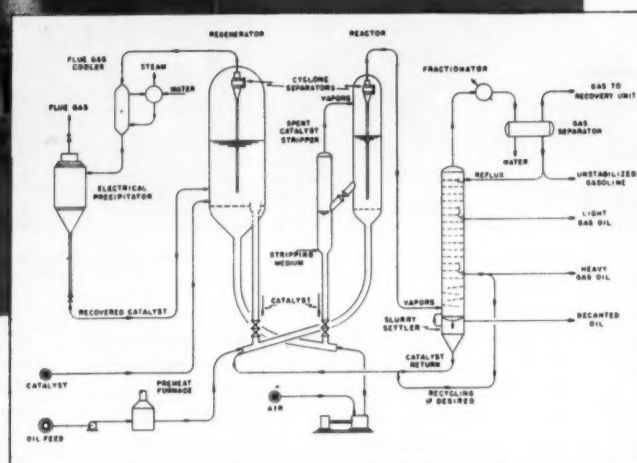 REGENERATOR
REACTOR
FLUE GAS
COOLER
STEAM
WATER
CYCLONE
SEPARATORS
VAPORS
FRACTIONATOR
GAS TO
RECOVERY UNIT
GAS
SEPARATOR
FLUE GAS
SPENT
CATALYST
STRIPPER
WATER
REFLUX
UNSTABILIZED
GASOLINE
ELECTRICAL
PRECIPITATOR
LIGHT
GAS OIL
STRIPPING
MEDIUM
HEAVY
GAS OIL
RECOVERED CATALYST
CATALYST
VAPORS
SLURRY
SETTLER
DECANTED
OIL
CATALYST
RETURN
CATALYST
PREHEAT
FURNACE
AIR
RECYCLING
IF DESIRED
OIL FEED